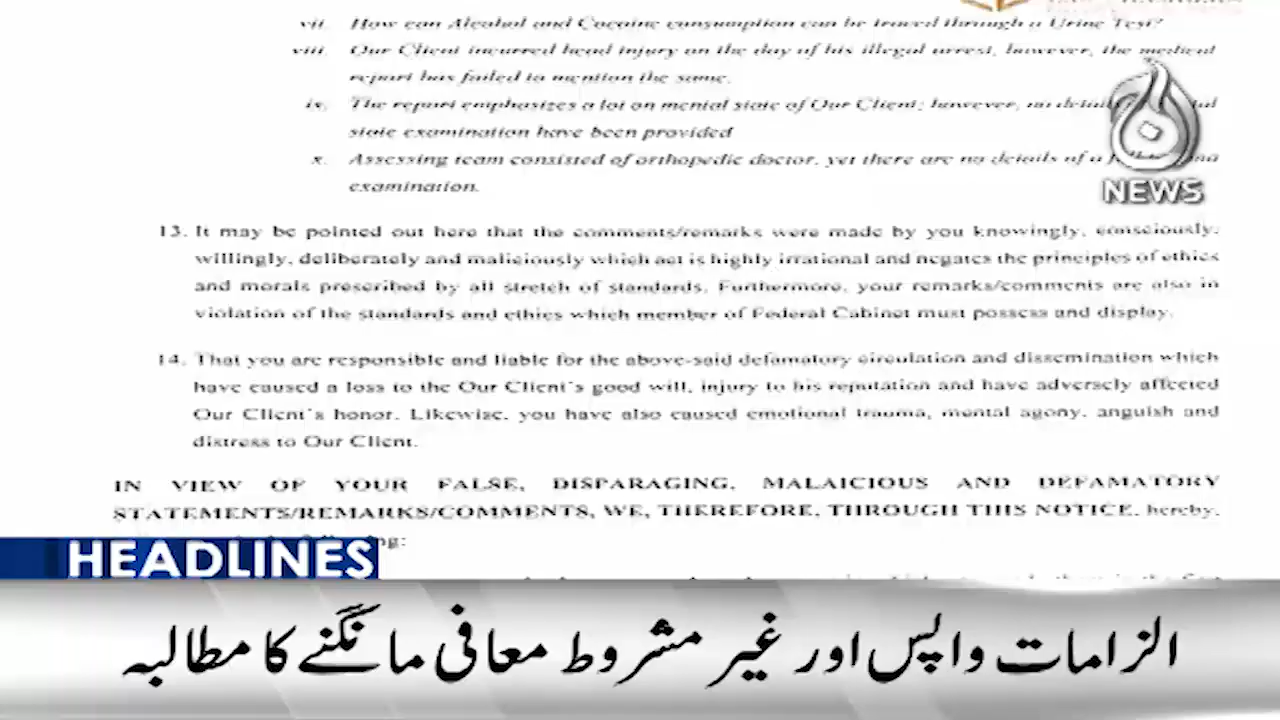 vii. How can Alcohol and Cocaine consumption can be traced through a Urine Test?
viii. Our Client incurred head injury on the day of his illegal arrest, however, the medical
report has failed to mention the same.
ix. The report emphasizes a lot on mental state of Our Client; however, no details
state examination have been provided
x. Assessing team consisted of orthopedic doctor, yet there are no details of a
examination.
NEWS
13. It may be pointed out here that the comments/remarks were made by you knowingly, consciously,
willingly, deliberately and maliciously which act is highly irrational and negates the principles of ethics
and morals prescribed by all stretch of standards. Furthermore, your remarks/comments are also in
violation of the standards and ethics which member of Federal Cabinet must possess and display.
14. That you are responsible and liable for the above-said defamatory circulation and dissemination which
have caused a loss to the Our Client's good will, injury to his reputation and have adversely affected
Our Client's honor. Likewise, you have also caused emotional trauma, mental agony, anguish and
distress to Our Client.
IN VIEW OF YOUR FALSE, DISPARAGING, MALAICIOUS AND DEFAMATORY
STATEMENTS/REMARKS/COMMENTS, WE, THEREFORE, THROUGH THIS NOTICE, hereby,
HEADLINES
الزامات واپس اور غیر مشروط معافی مانگنے کا مطالبہ